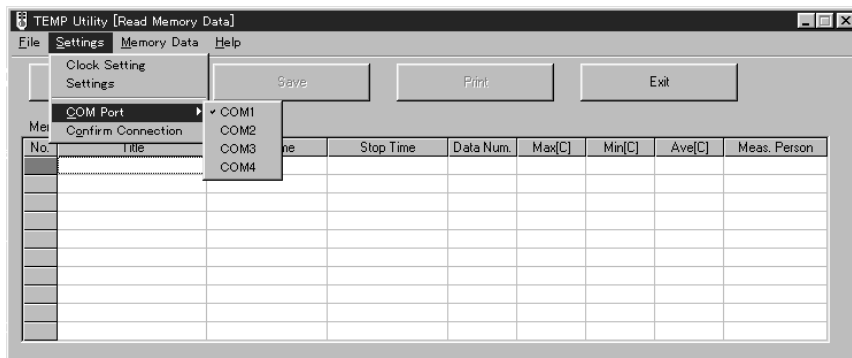 TEMP Utility [Read Memory Data]
File Settings Memory Data Help
Clock Setting
Settings
COM Port
Confirm Connection
COM1
COM2
COM3
COM4
Save Print Exit
No. Title Stop Time Data Num. Max[C] Min[C] Ave[C] Meas. Person